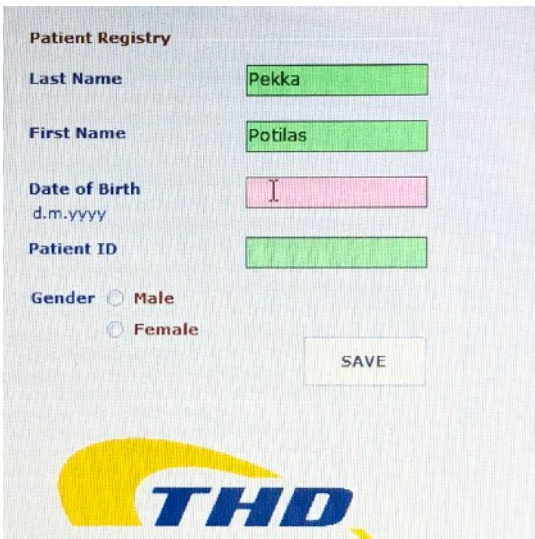 Patient Registry
Last Name Pekka
First Name Potilas
Date of Birth
d.m.yyyy
Patient ID
Gender Male
Female
SAVE
THD